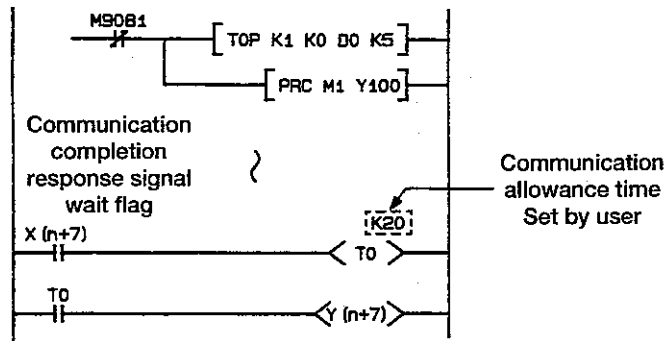 M9081
TOP K1 K0 D0 K5
PRC M1 Y100
Communication
completion
response signal
wait flag
Communication
allowance time
Set by user
K20
X (n+7)
T0
T0
Y (n+7)